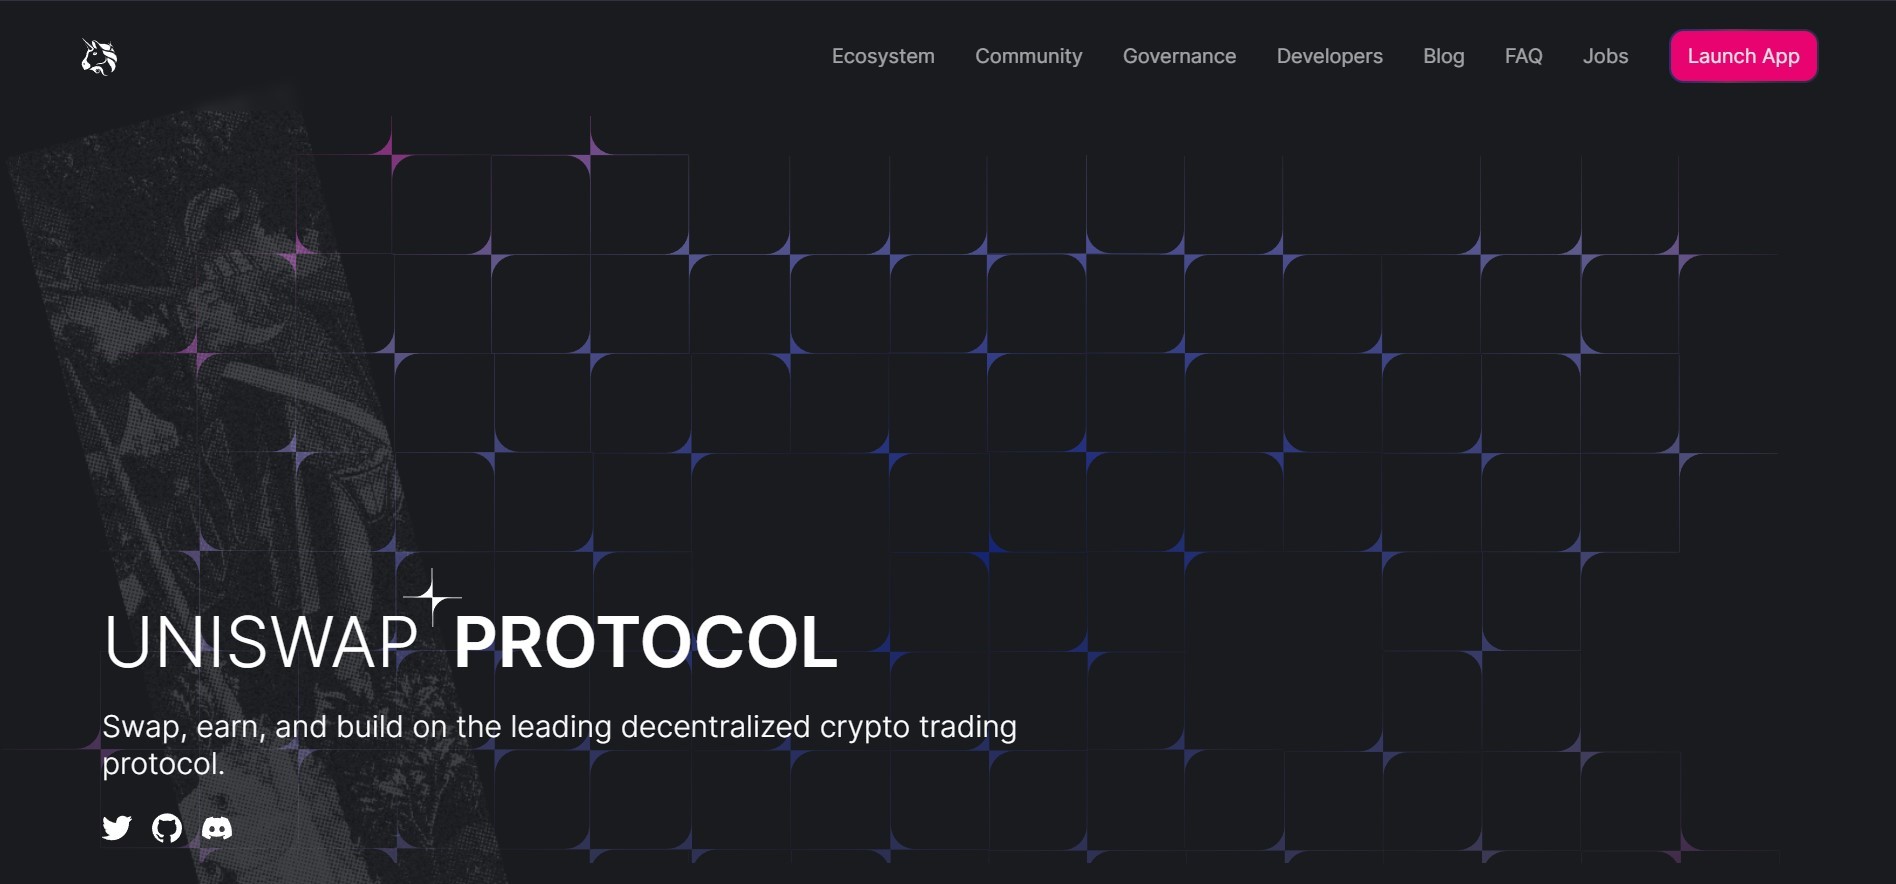 Ecosystem Community Governance Developers Blog FAQ Jobs Launch App
UNISWAP PROTOCOL
Swap, earn, and build on the leading decentralized crypto trading
protocol.